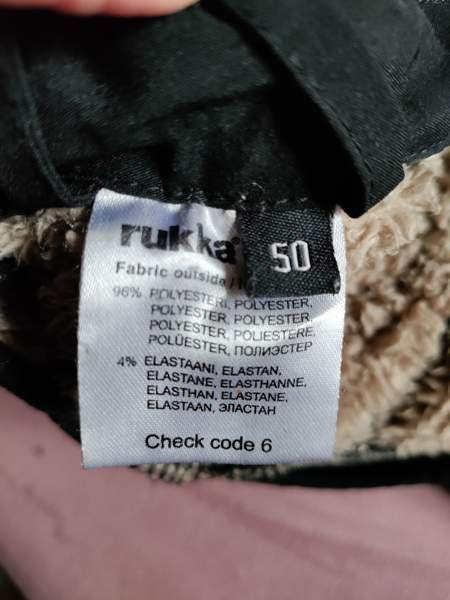 rukka
50
Fabric outside /
96% POLYESTERI, POLYESTER,
POLYESTER, POLYESTER,
POLYESTER, POLIESTERE,
POLÜESTER, ПОЛИЭСТЕР
4% ELASTAANI, ELASTAN,
ELASTANE, ELASTHANNE,
ELASTHAN, ELASTANE,
ELASTAAN, ЭЛАСТАН
Check code 6